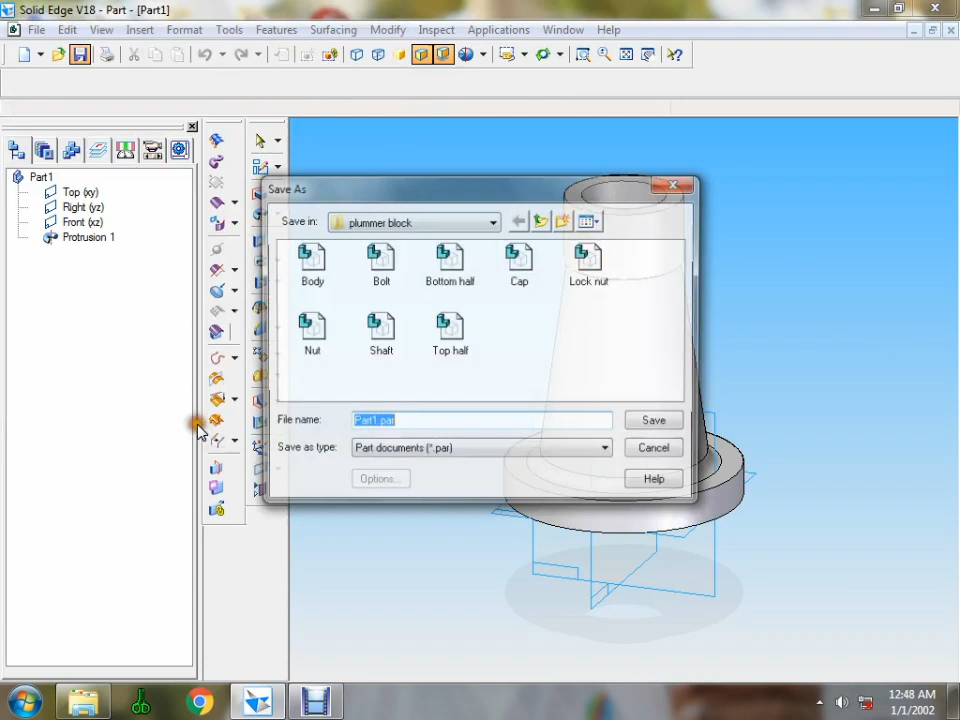 Solid Edge V18 - Part - [Part1]
File Edit View Insert Format Tools Features Surfacing Modify Inspect Applications Window Help
Part1
Top (xy)
Right (yz)
Front (xz)
Protrusion 1
Save As
Save in: plummer block
Body Bolt Bottom half Cap Lock nut
Nut Shaft Top half
File name: Part1.par Save
Save as type: Part documents (*.par) Cancel
Options... Help
12:48 AM
1/1/2002